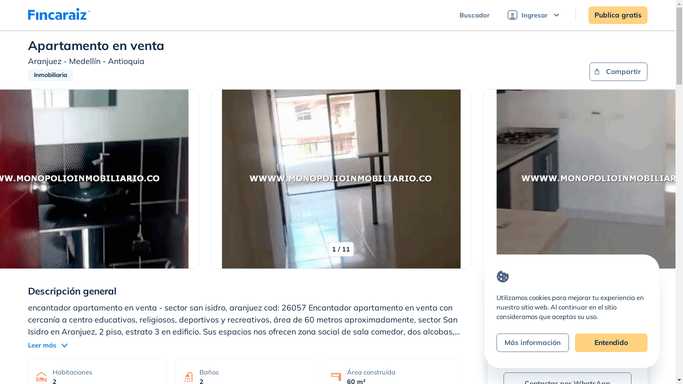 Fincaraiz
Buscador
Ingresar
Publica gratis
Apartamento en venta
Aranjuez - Medellín - Antioquia
Inmobiliaria
Compartir
WWW.MONOPOLIOINMOBILIARIO.CO
WWWW.MONOPOLIOINMOBILIARIO.CO
WWWW.MONOPOLIOINMOBILIAR
1 / 11
Descripción general
encantador apartamento en venta - sector san isidro, aranjuez cod: 26057 Encantador apartamento en venta con
cercanía a centro educativos, religiosos, deportivos y recreativos, área de 60 metros aproximadamente, sector San
Isidro en Aranjuez, 2 piso, estrato 3 en edificio. Sus espacios nos ofrecen zona social de sala comedor, dos alcobas,...
Leer más
Habitaciones
2
Baños
2
Área construida
60 m²
Utilizamos cookies para mejorar tu experiencia en
nuestro sitio web. Al continuar en el sitio
consideramos que aceptas su uso.
Más información
Entendido
Contactar por WhatsApp